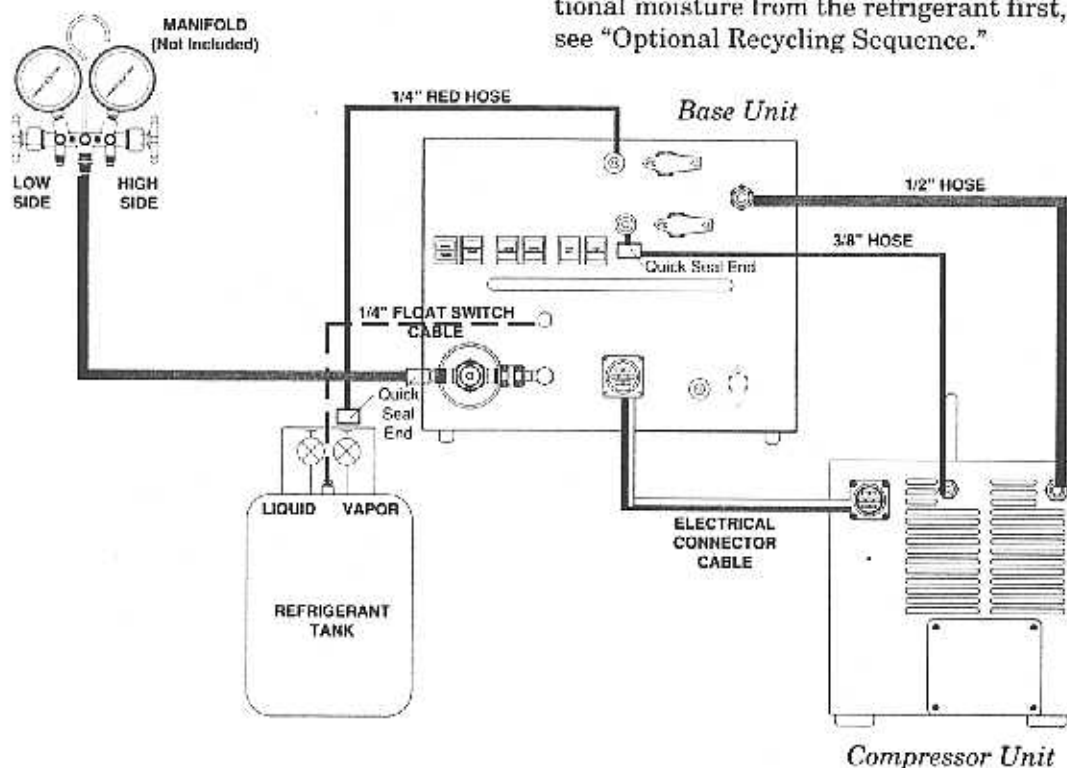 tional moisture from the refrigerant first,
see “Optional Recycling Sequence.”
MANIFOLD
(Not Included)
1/4" RED HOSE
Base Unit
LOW
SIDE
HIGH
SIDE
1/2" HOSE
3/8" HOSE
Quick Seal End
1/4" FLOAT SWITCH
CABLE
Quick
Seal
End
LIQUID
VAPOR
ELECTRICAL
CONNECTOR
CABLE
REFRIGERANT
TANK
Compressor Unit